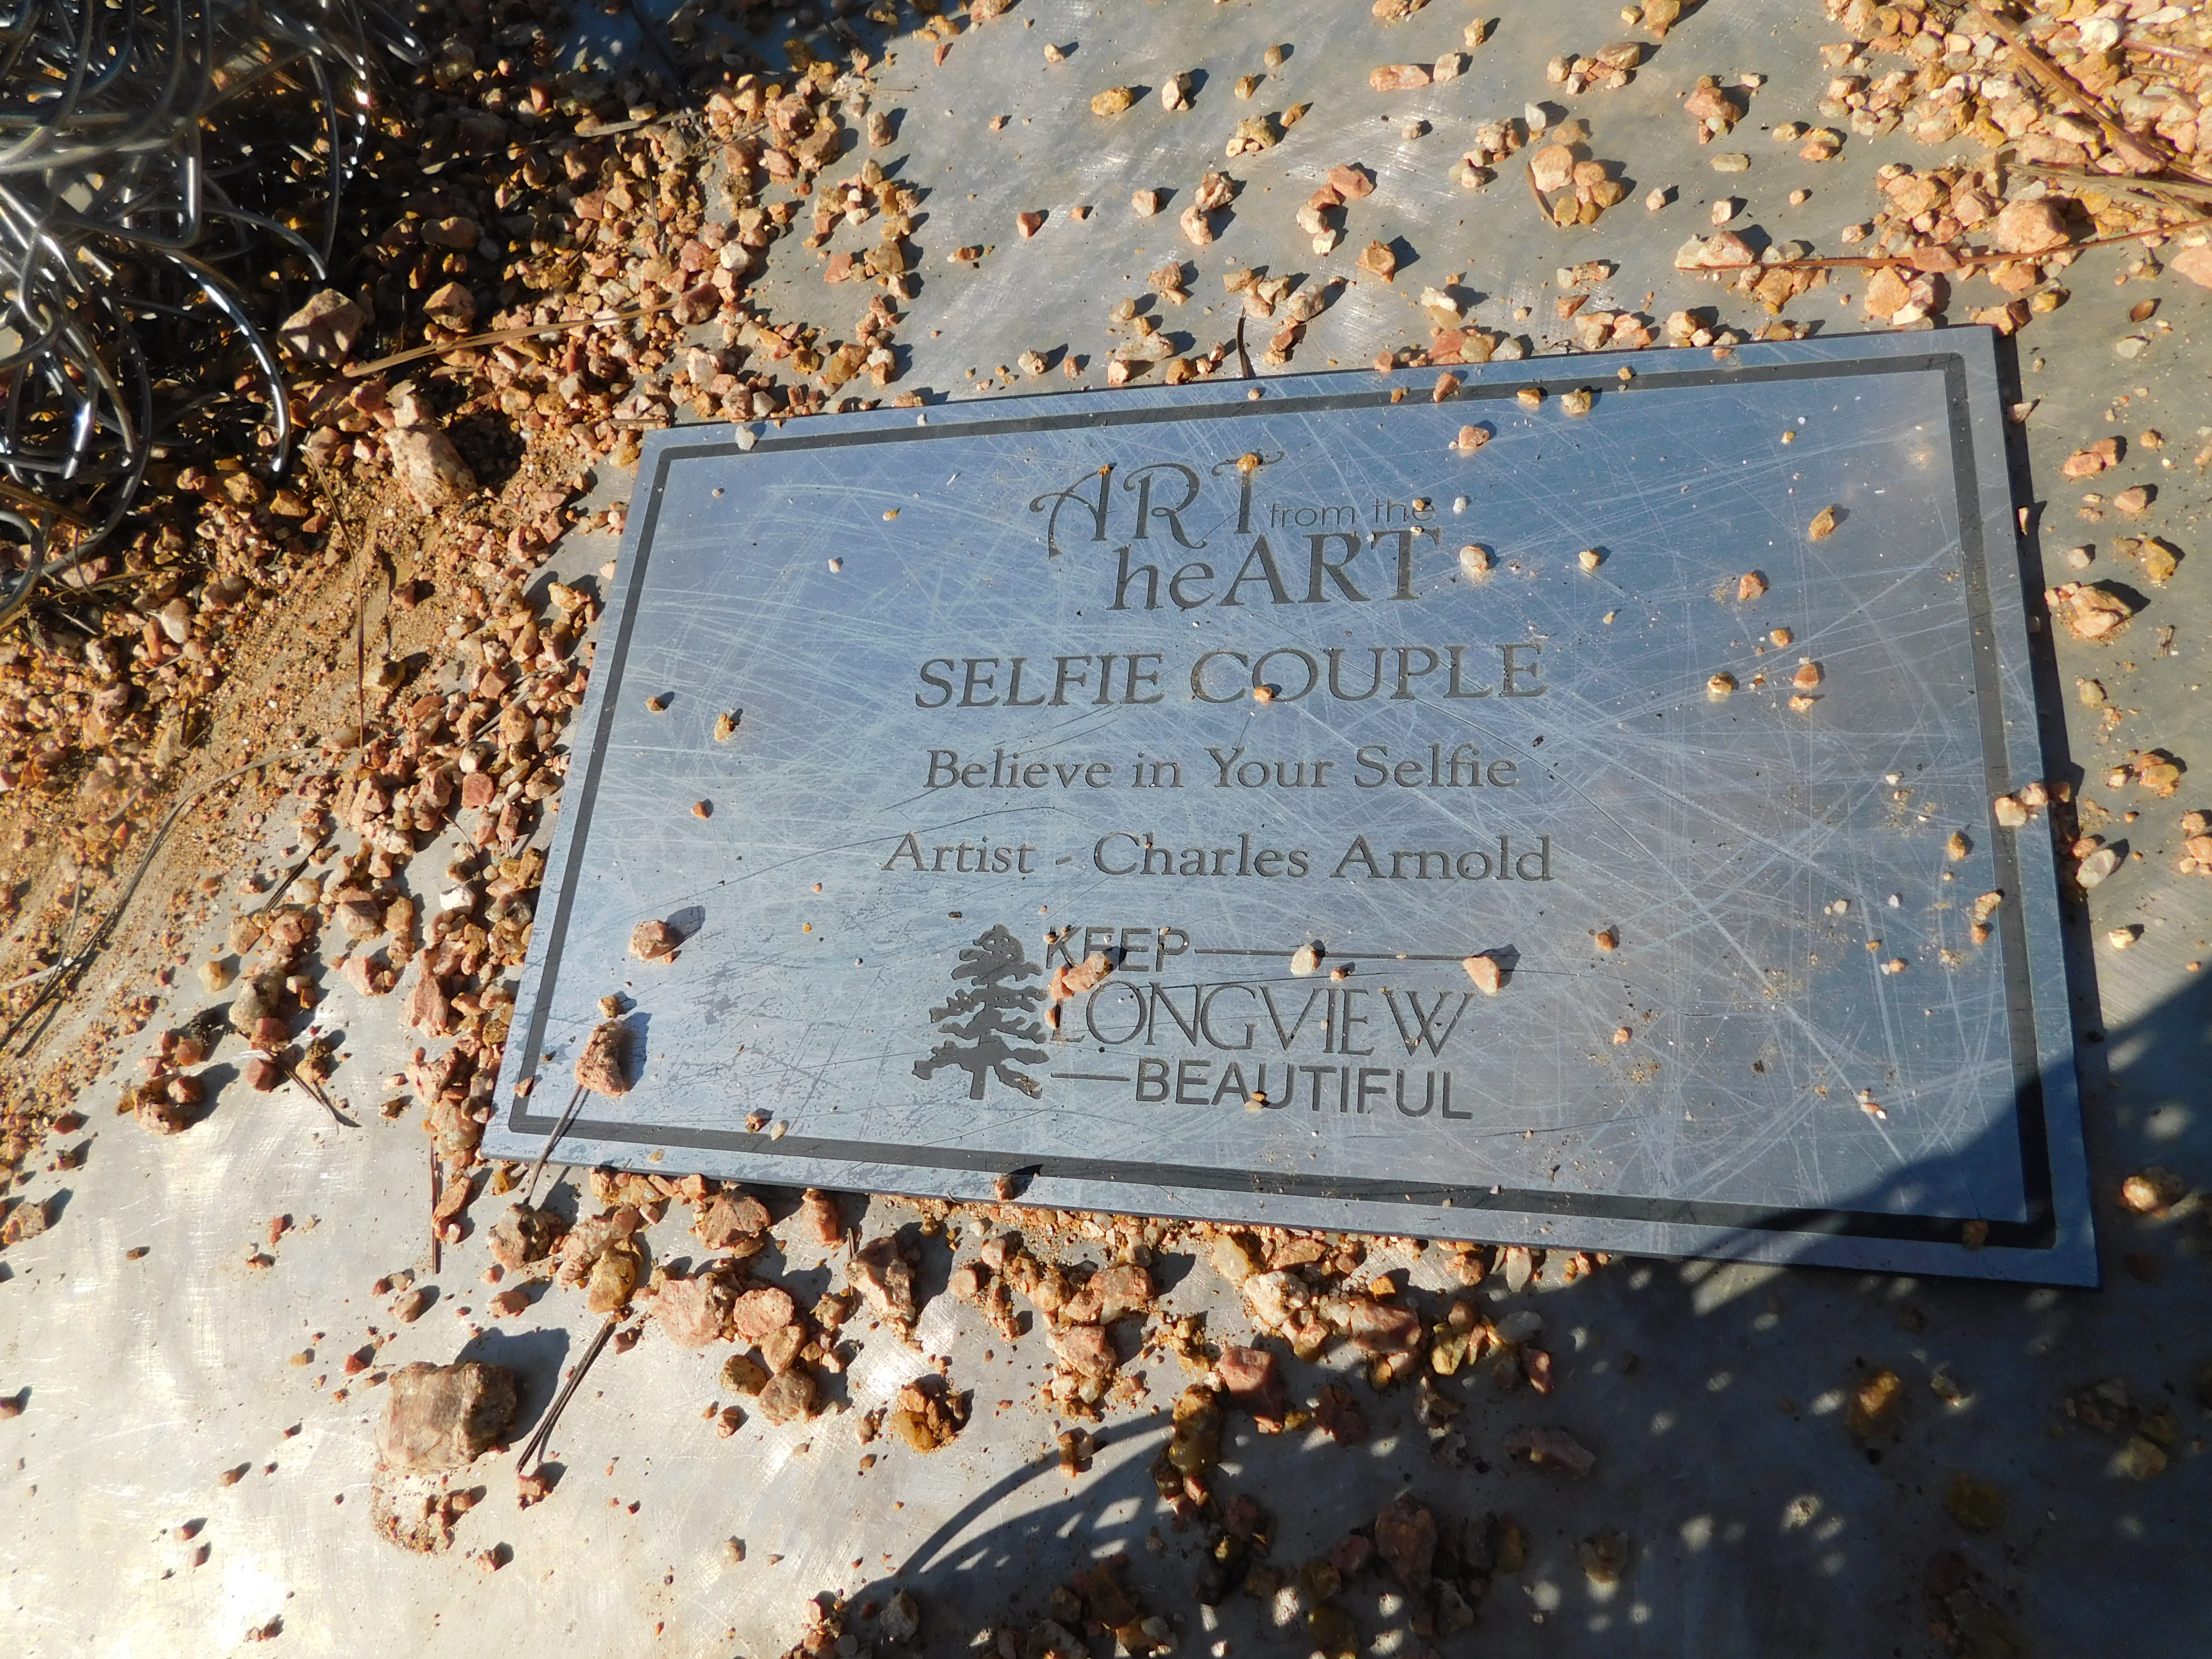 ART from the
heART
SELFIE COUPLE
Believe in Your Selfie
Artist - Charles Arnold
KEEP
LONGVIEW
BEAUTIFUL